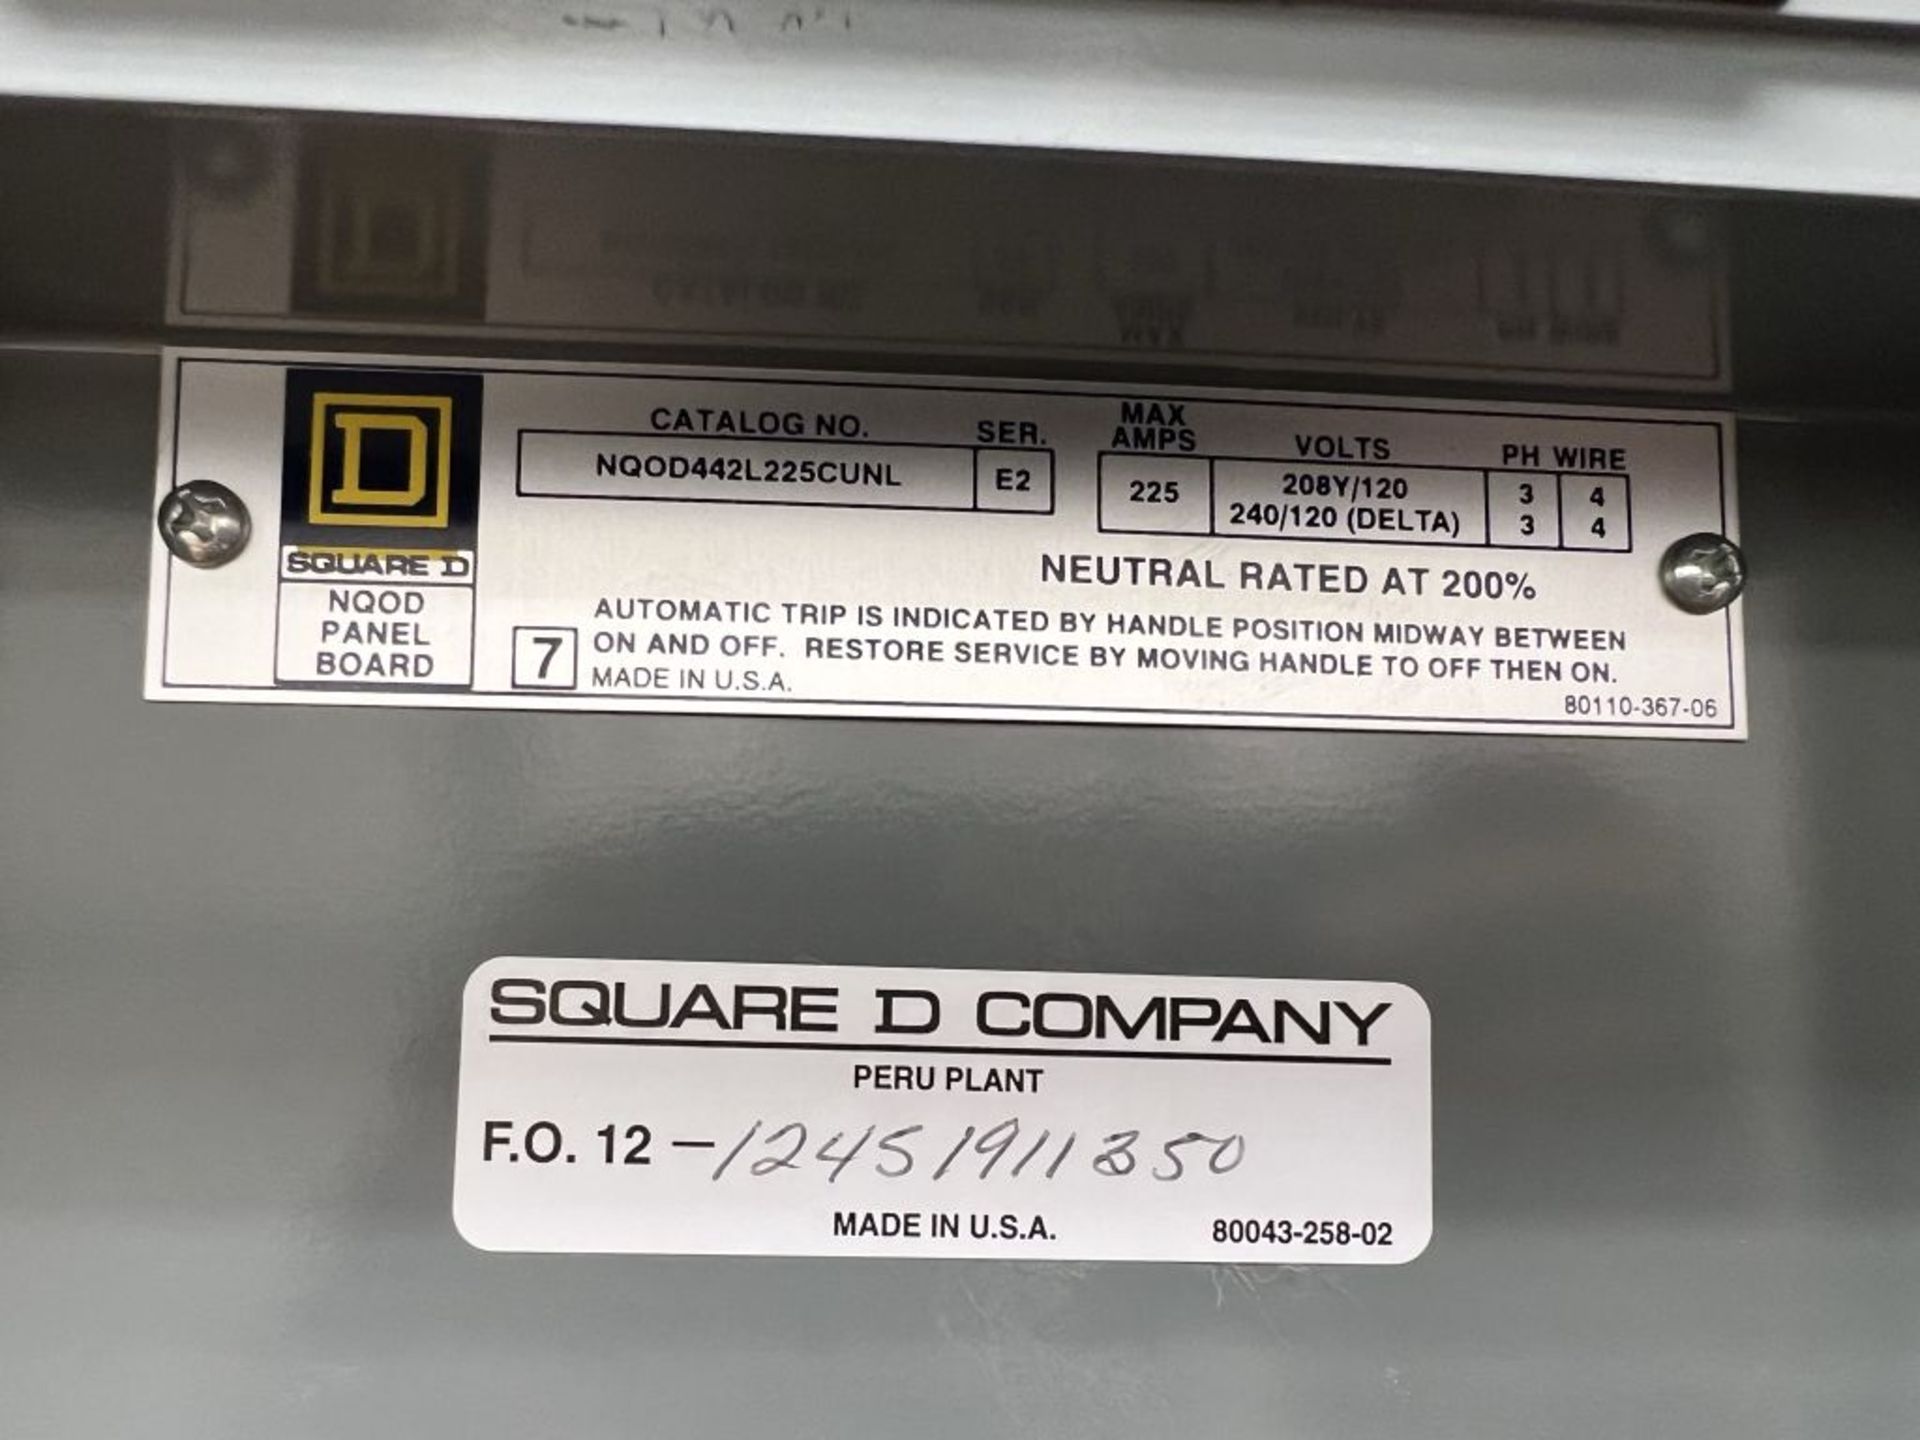 D
SQUARE D
NQOD
PANEL
BOARD
CATALOG NO. SER.
NQOD442L225CUNL E2
MAX
AMPS VOLTS PH WIRE
225 208Y/120 3 4
240/120 (DELTA) 3 4
NEUTRAL RATED AT 200%
7
AUTOMATIC TRIP IS INDICATED BY HANDLE POSITION MIDWAY BETWEEN
ON AND OFF. RESTORE SERVICE BY MOVING HANDLE TO OFF THEN ON.
MADE IN U.S.A.
80110-367-06
SQUARE D COMPANY
PERU PLANT
F.O. 12 - 12451911350
MADE IN U.S.A. 80043-258-02